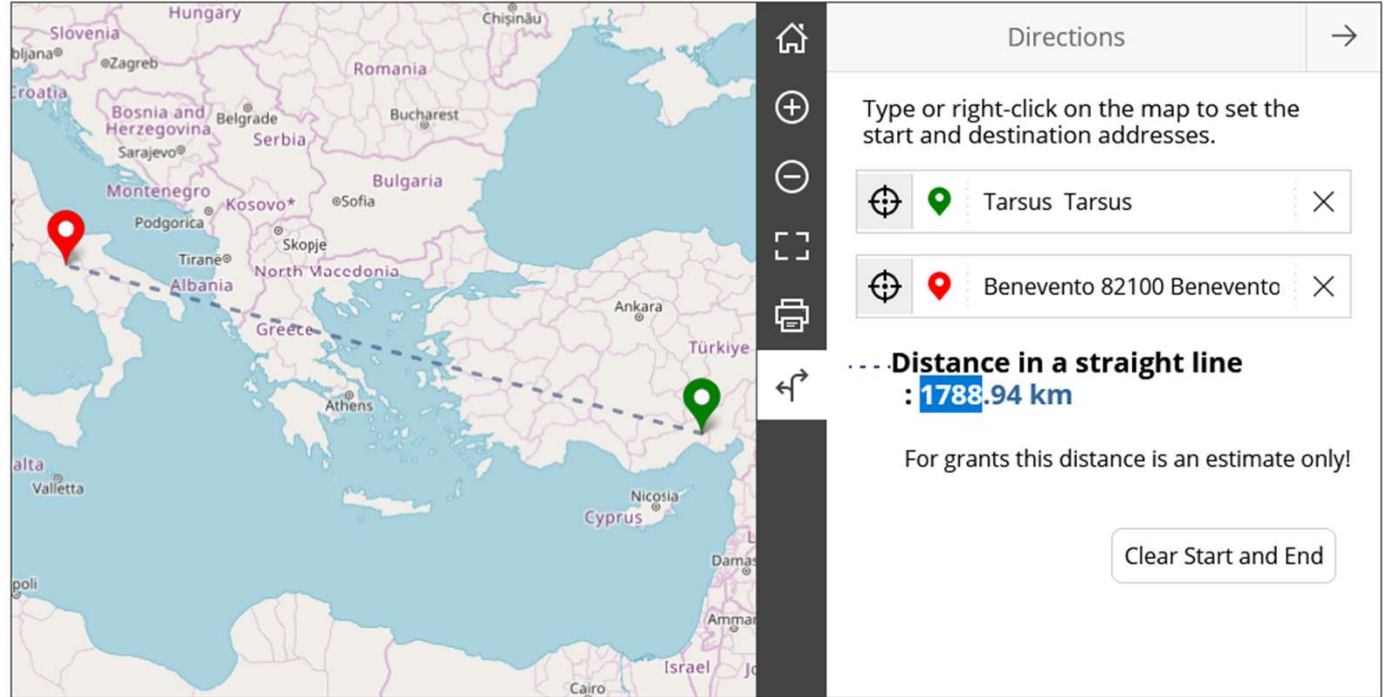 Hungary
Chișinău
Slovenia
bljana
Zagreb
Romania
Croatia
Bosnia and
Herzegovina
Belgrade
Bucharest
Serbia
Sarajevo
Montenegro
Bulgaria
Kosovo*
Sofia
Podgorica
Skopje
Tiranë
North Macedonia
Albania
Ankara
Greece
Türkiye
Athens
alta
Valletta
Nicosia
Cyprus
L
Damas
poli
Amman
Israel
Jo
Cairo
Directions
Type or right-click on the map to set the
start and destination addresses.
Tarsus Tarsus
Benevento 82100 Benevento
Distance in a straight line
: 1788.94 km
For grants this distance is an estimate only!
Clear Start and End